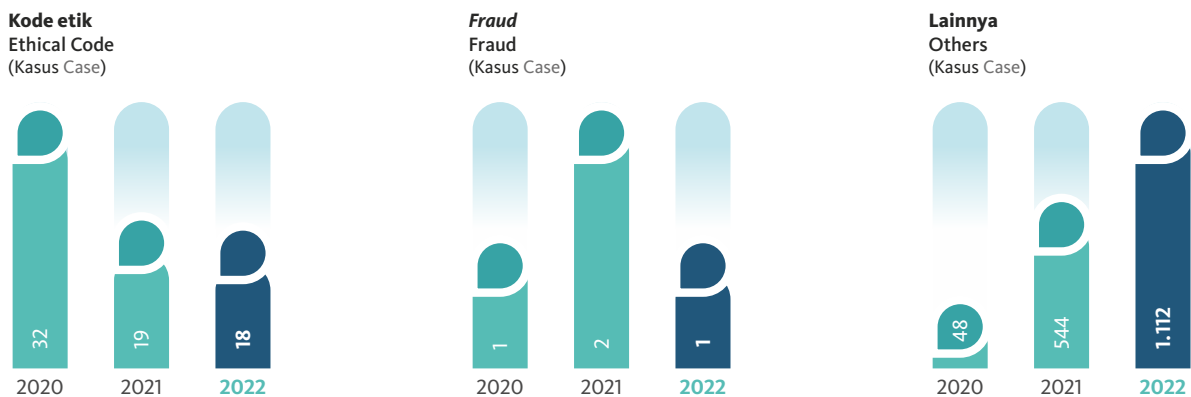 Kode etik
Ethical Code
(Kasus Case)
32
19
18
2020
2021
2022
Fraud
Fraud
(Kasus Case)
1
2
1
2020
2021
2022
Lainnya
Others
(Kasus Case)
48
544
1.112
2020
2021
2022